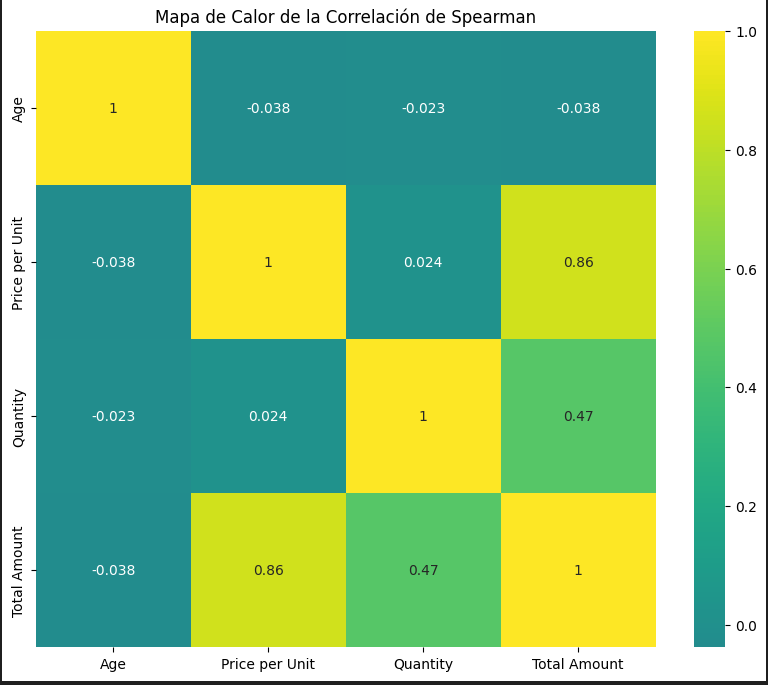 Mapa de Calor de la Correlación de Spearman
Age
1
-0.038
-0.023
-0.038
Price per Unit
-0.038
1
0.024
0.86
Quantity
-0.023
0.024
1
0.47
Total Amount
-0.038
0.86
0.47
1
Age
Price per Unit
Quantity
Total Amount
1.0
0.8
0.6
0.4
0.2
0.0